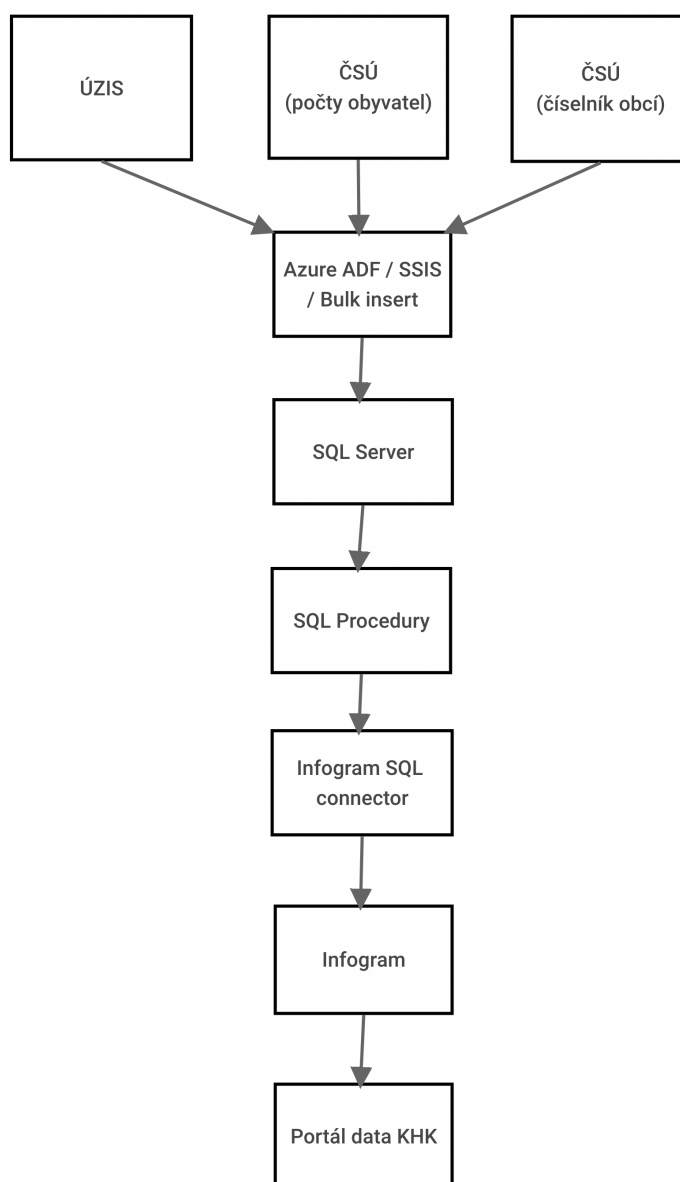 ÚZIS
ČSÚ
(počty obyvatel)
ČSÚ
(číselník obcí)
Azure ADF / SSIS
/ Bulk insert
SQL Server
SQL Procedury
Infogram SQL
connector
Infogram
Portál data KHK